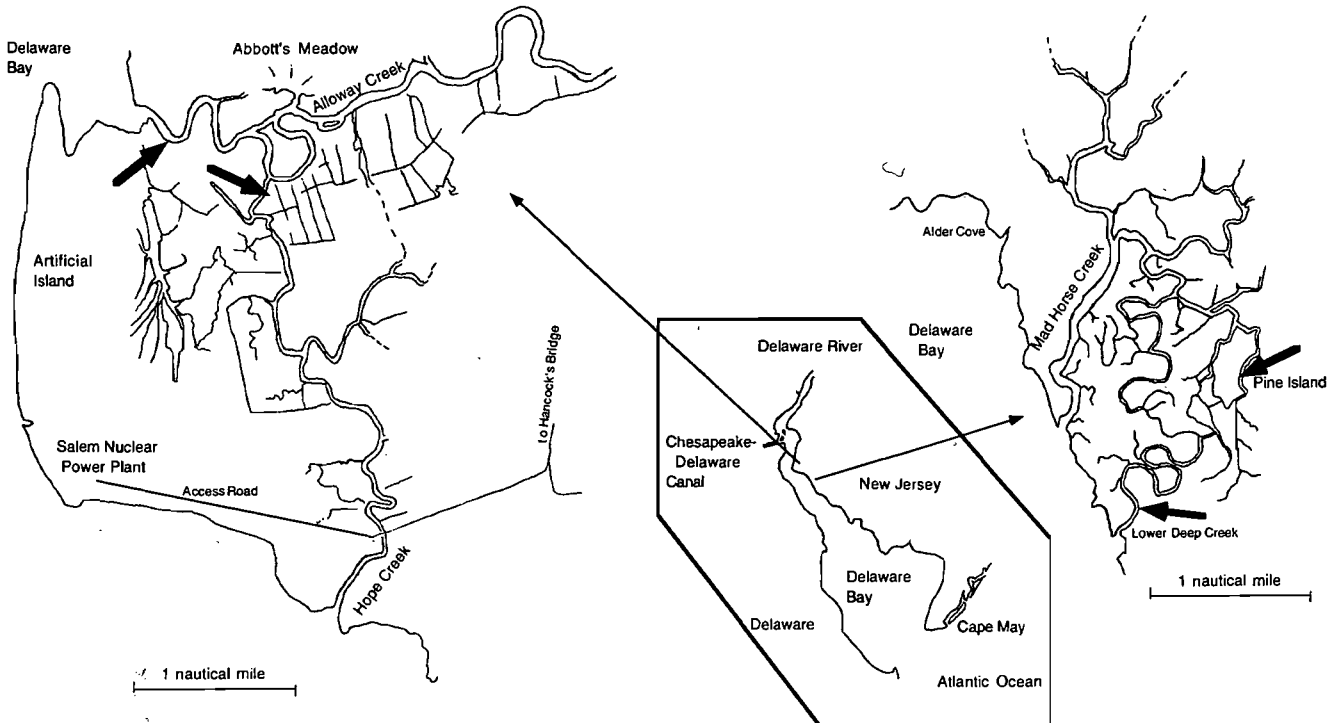 Delaware
Bay
Abbott's Meadow
Alloway Creek
Artificial
Island
Salem Nuclear
Power Plant
Access Road
to Hancock's Bridge
Hope Creek
1 nautical mile
Delaware River
Chesapeake-
Delaware
Canal
New Jersey
Delaware
Bay
Delaware
Cape May
Atlantic Ocean
Delaware
Bay
Alder Cove
Mad Horse Creek
Pine Island
Lower Deep Creek
1 nautical mile